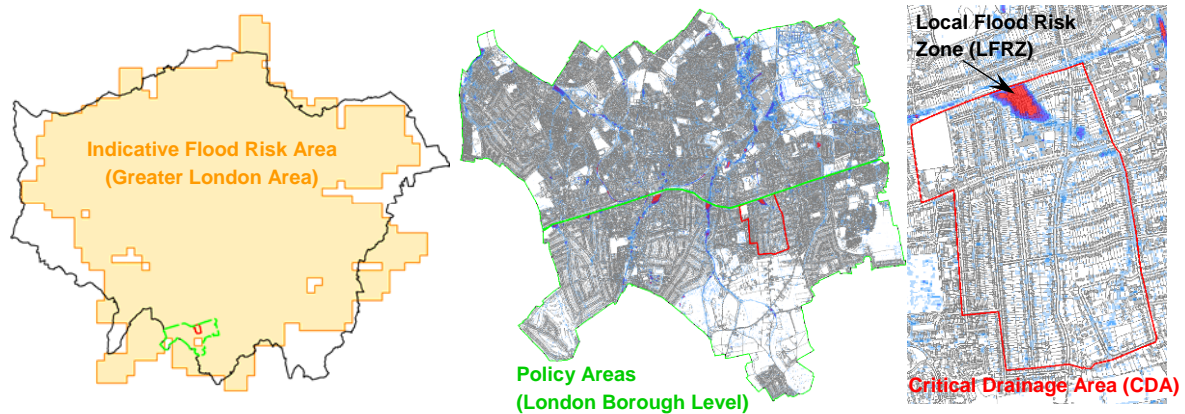 Indicative Flood Risk Area
(Greater London Area)
Policy Areas
(London Borough Level)
Local Flood Risk
Zone (LFRZ)
Critical Drainage Area (CDA)